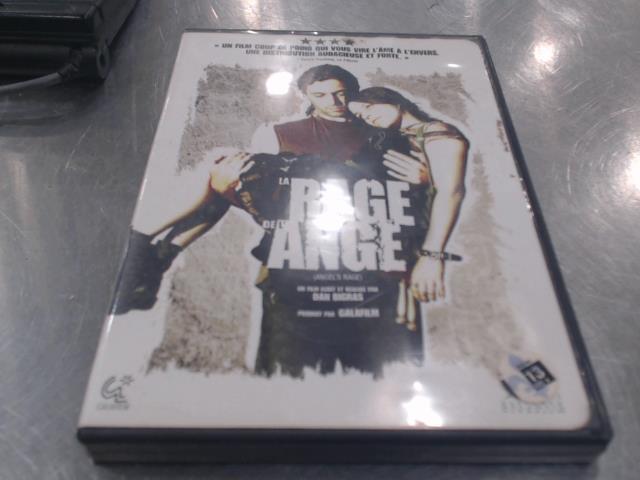 « UN FILM COUP DE POING QUI VOUS VIRE L'ÂME À L'ENVERS.
UNE DISTRIBUTION AUDACIEUSE ET FORTE. »
LA
RAGE
DE L'
ANGE
(ANGEL'S RAGE)
UN FILM ÉCRIT ET RÉALISÉ PAR
DAN BIGRAS
PRODUIT PAR GALAFILM
13+